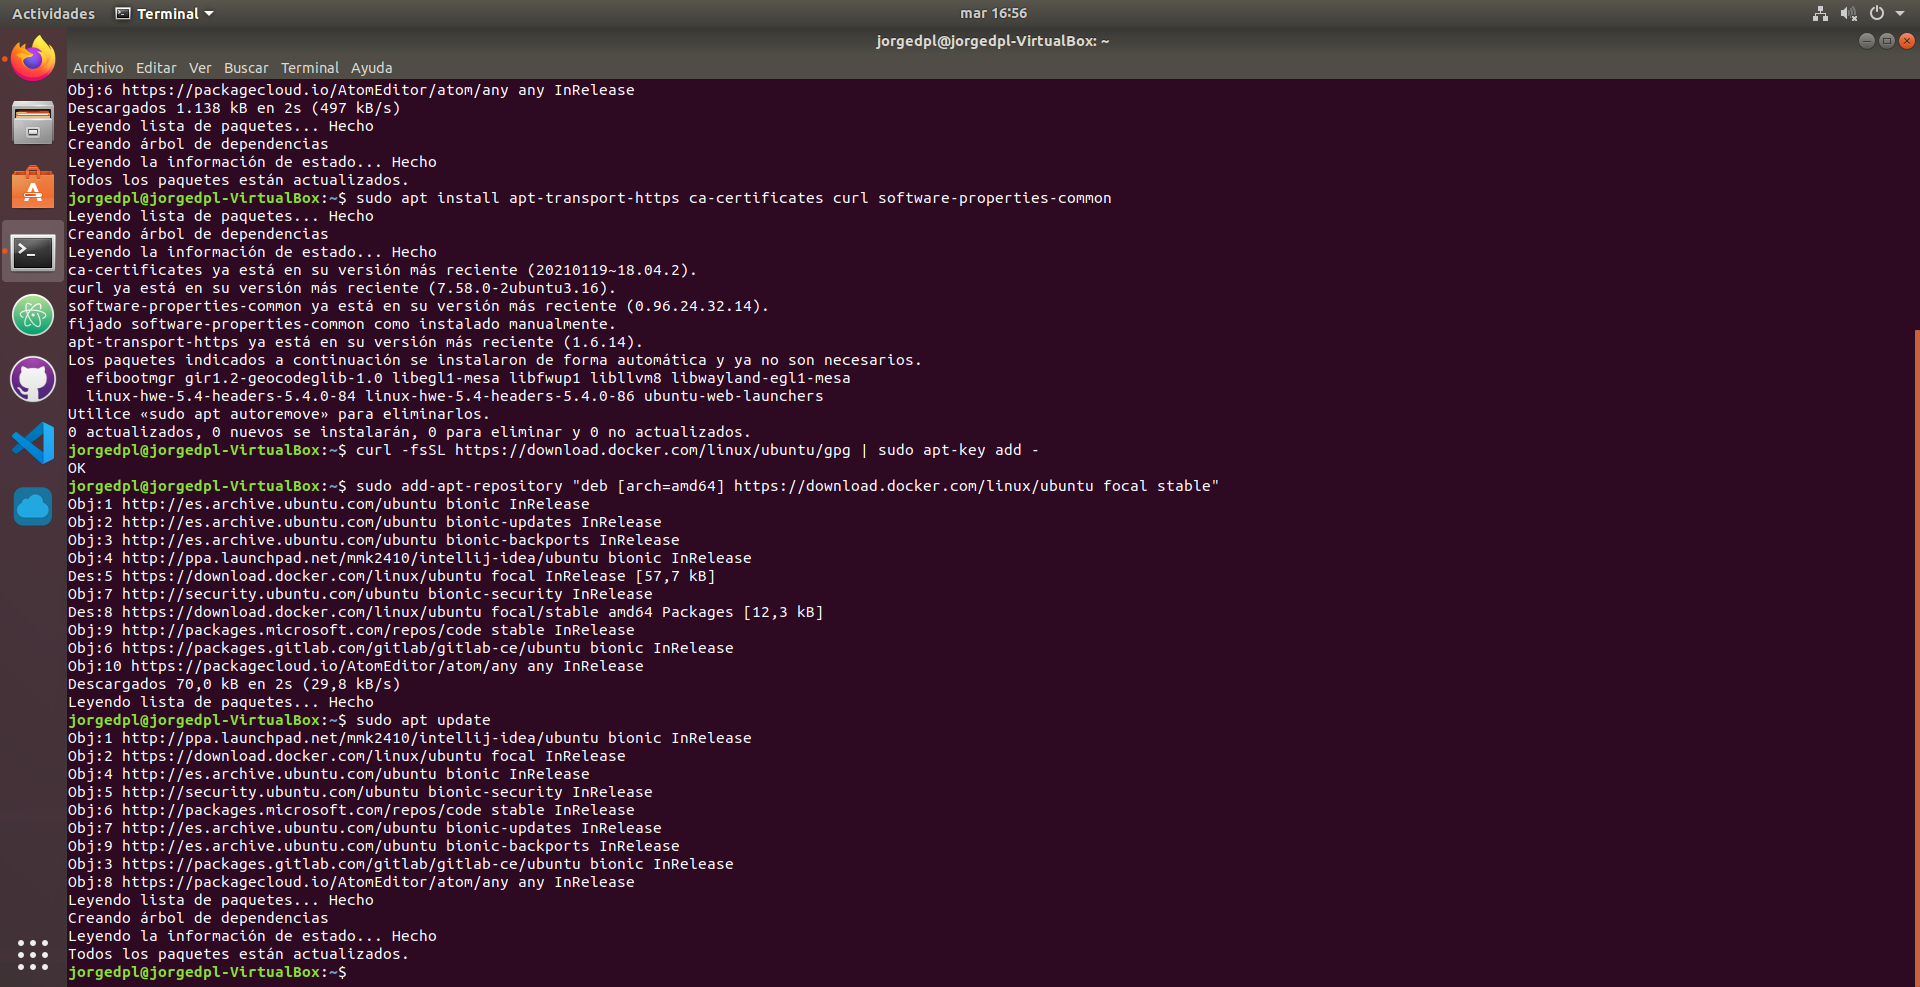 Actividades Terminal mar 16:56
jorgedpl@jorgedpl-VirtualBox: ~
Archivo Editar Ver Buscar Terminal Ayuda
Obj:6 https://packagecloud.io/AtomEditor/atom/any any InRelease
Descargados 1.138 kB en 2s (497 kB/s)
Leyendo lista de paquetes... Hecho
Creando árbol de dependencias
Leyendo la información de estado... Hecho
Todos los paquetes están actualizados.
jorgedpl@jorgedpl-VirtualBox:~$ sudo apt install apt-transport-https ca-certificates curl software-properties-common
Leyendo lista de paquetes... Hecho
Creando árbol de dependencias
Leyendo la información de estado... Hecho
ca-certificates ya está en su versión más reciente (20210119~18.04.2).
curl ya está en su versión más reciente (7.58.0-2ubuntu3.16).
software-properties-common ya está en su versión más reciente (0.96.24.32.14).
fijado software-properties-common como instalado manualmente.
apt-transport-https ya está en su versión más reciente (1.6.14).
Los paquetes indicados a continuación se instalaron de forma automática y ya no son necesarios.
  efibootmgr gir1.2-geocodeglib-1.0 libegl1-mesa libfwup1 libllvm8 libwayland-egl1-mesa
  linux-hwe-5.4-headers-5.4.0-84 linux-hwe-5.4-headers-5.4.0-86 ubuntu-web-launchers
Utilice «sudo apt autoremove» para eliminarlos.
0 actualizados, 0 nuevos se instalarán, 0 para eliminar y 0 no actualizados.
jorgedpl@jorgedpl-VirtualBox:~$ curl -fsSL https://download.docker.com/linux/ubuntu/gpg | sudo apt-key add -
OK
jorgedpl@jorgedpl-VirtualBox:~$ sudo add-apt-repository "deb [arch=amd64] https://download.docker.com/linux/ubuntu focal stable"
Obj:1 http://es.archive.ubuntu.com/ubuntu bionic InRelease
Obj:2 http://es.archive.ubuntu.com/ubuntu bionic-updates InRelease
Obj:3 http://es.archive.ubuntu.com/ubuntu bionic-backports InRelease
Obj:4 http://ppa.launchpad.net/mmk2410/intellij-idea/ubuntu bionic InRelease
Des:5 https://download.docker.com/linux/ubuntu focal InRelease [57,7 kB]
Obj:7 http://security.ubuntu.com/ubuntu bionic-security InRelease
Des:8 https://download.docker.com/linux/ubuntu focal/stable amd64 Packages [12,3 kB]
Obj:9 http://packages.microsoft.com/repos/code stable InRelease
Obj:6 https://packages.gitlab.com/gitlab/gitlab-ce/ubuntu bionic InRelease
Obj:10 https://packagecloud.io/AtomEditor/atom/any any InRelease
Descargados 70,0 kB en 2s (29,8 kB/s)
Leyendo lista de paquetes... Hecho
jorgedpl@jorgedpl-VirtualBox:~$ sudo apt update
Obj:1 http://ppa.launchpad.net/mmk2410/intellij-idea/ubuntu bionic InRelease
Obj:2 https://download.docker.com/linux/ubuntu focal InRelease
Obj:4 http://es.archive.ubuntu.com/ubuntu bionic InRelease
Obj:5 http://security.ubuntu.com/ubuntu bionic-security InRelease
Obj:6 http://packages.microsoft.com/repos/code stable InRelease
Obj:7 http://es.archive.ubuntu.com/ubuntu bionic-updates InRelease
Obj:9 http://es.archive.ubuntu.com/ubuntu bionic-backports InRelease
Obj:3 https://packages.gitlab.com/gitlab/gitlab-ce/ubuntu bionic InRelease
Obj:8 https://packagecloud.io/AtomEditor/atom/any any InRelease
Leyendo lista de paquetes... Hecho
Creando árbol de dependencias
Leyendo la información de estado... Hecho
Todos los paquetes están actualizados.
jorgedpl@jorgedpl-VirtualBox:~$